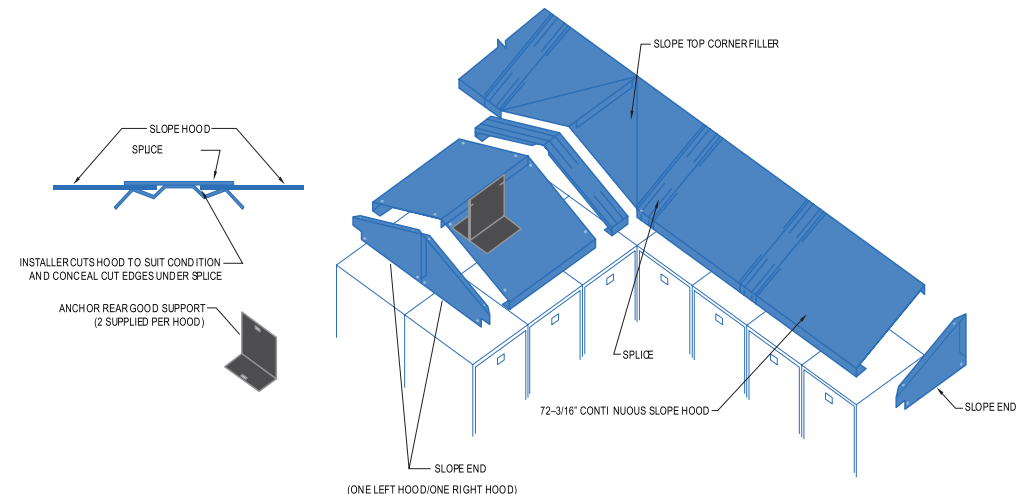 SLOPE TOP CORNER FILLER
SLOPE HOOD
SPLICE
INSTALLER CUTS HOOD TO SUIT CONDITION
AND CONCEAL CUT EDGES UNDER SPLICE
ANCHOR REAR GOOD SUPPORT
(2 SUPPLIED PER HOOD)
SPLICE
72–3/16" CONTI NUOUS SLOPE HOOD
SLOPE END
SLOPE END
(ONE LEFT HOOD/ONE RIGHT HOOD)